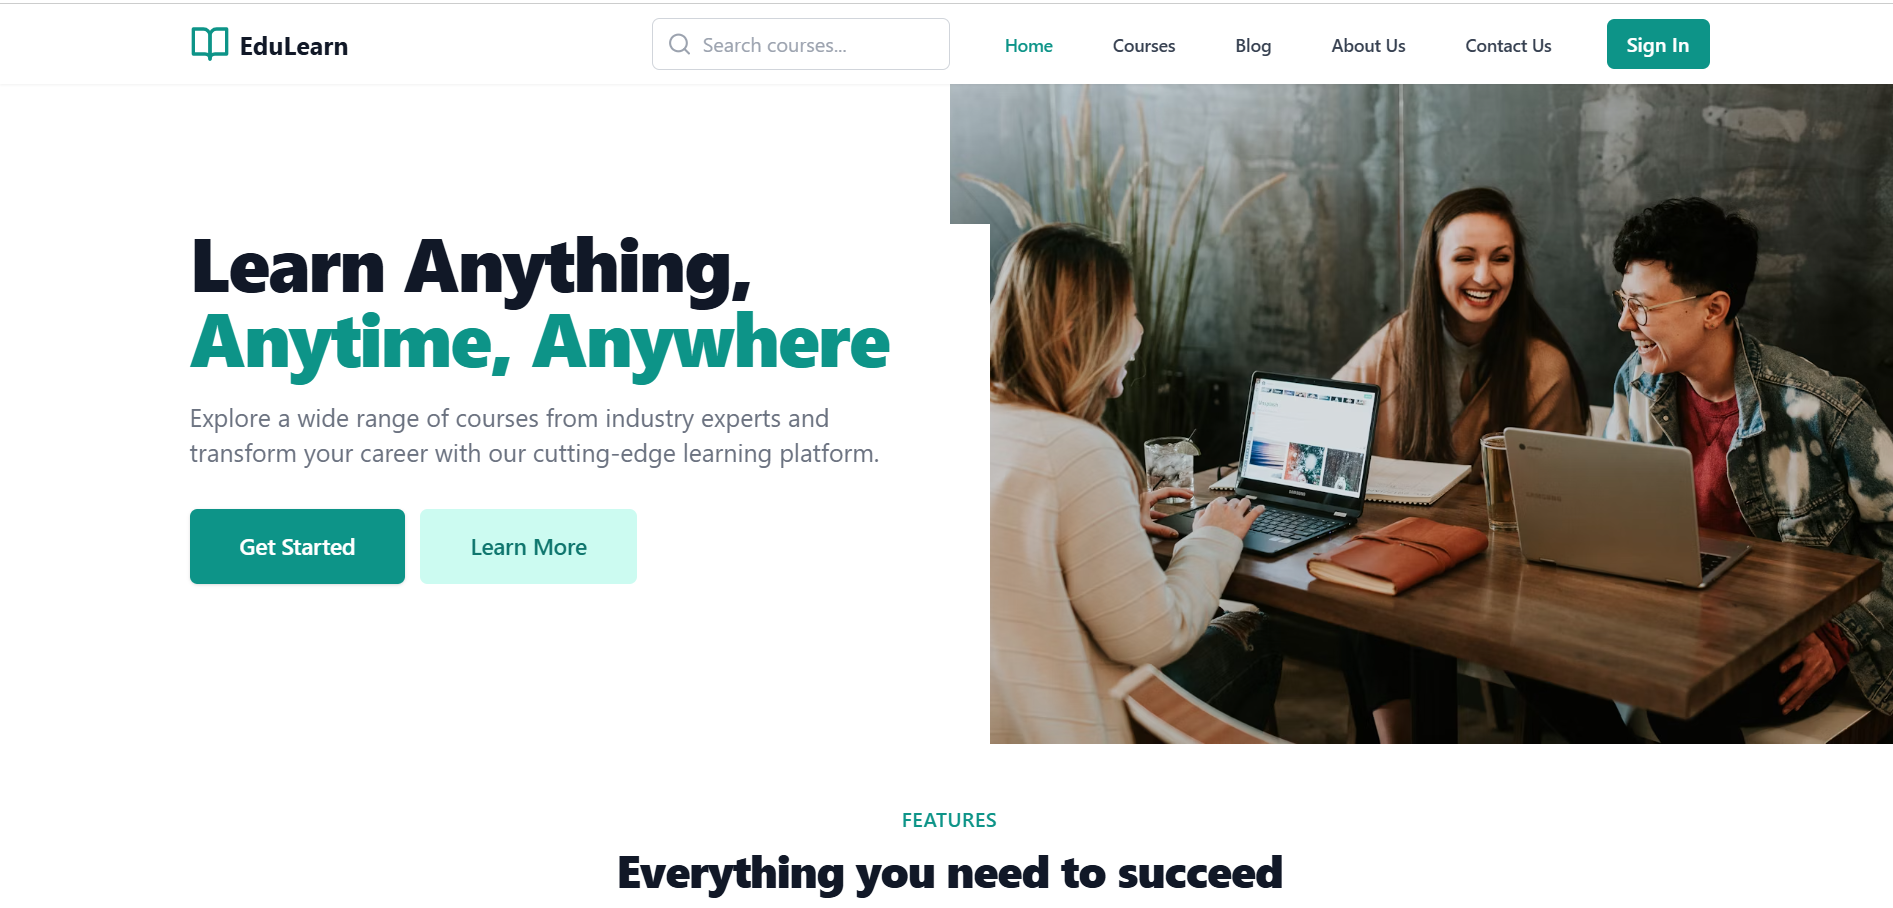 EduLearn
Search courses...
Home
Courses
Blog
About Us
Contact Us
Sign In
Learn Anything,
Anytime, Anywhere
Explore a wide range of courses from industry experts and
transform your career with our cutting-edge learning platform.
Get Started
Learn More
SAMSUNG
FEATURES
Everything you need to succeed